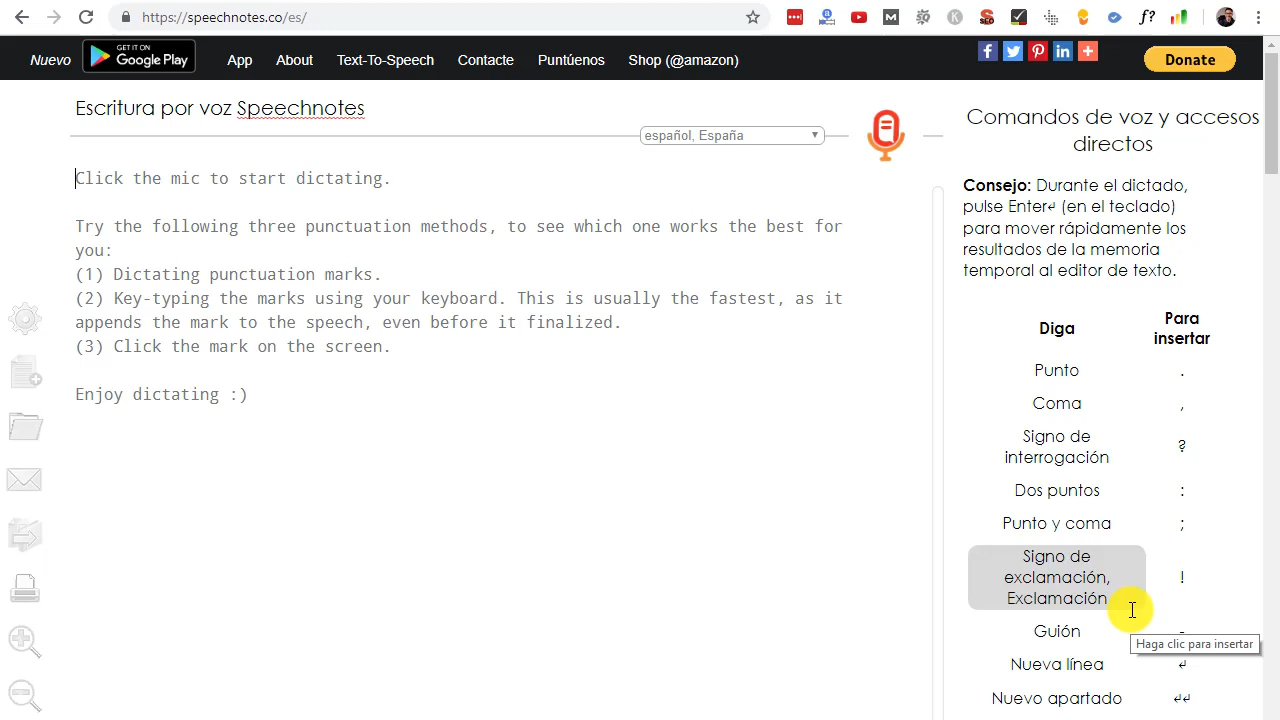 https://speechnotes.co/es/
Nuevo
GET IT ON
Google Play
App
About
V-To-Speech
Contacte
Puntúenos
Shop (@amazon)
Donate
Escritura por voz Speechnotes
español, España
Click the mic to start dictating.
Try the following three punctuation methods, to see which one works the best for
you:
(1) Dictating punctuation marks.
(2) Key-typing the marks using your keyboard. This is usually the fastest, as it
appends the mark to the speech, even before it finalized.
(3) Click the mark on the screen.
Enjoy dictating :)
Comandos de voz y accesos
directos
Consejo: Durante el dictado,
pulse Enter↵ (en el teclado)
para mover rápidamente los
resultados de la memoria
temporal al editor de texto.
Diga
Para
insertar
Punto .
Coma ,
Signo de
interrogación ?
Dos puntos :
Punto y coma ;
Signo de
exclamación, !
Exclamación
Guión -
Haga clic para insertar
Nueva línea ↵
Nuevo apartado ↵↵